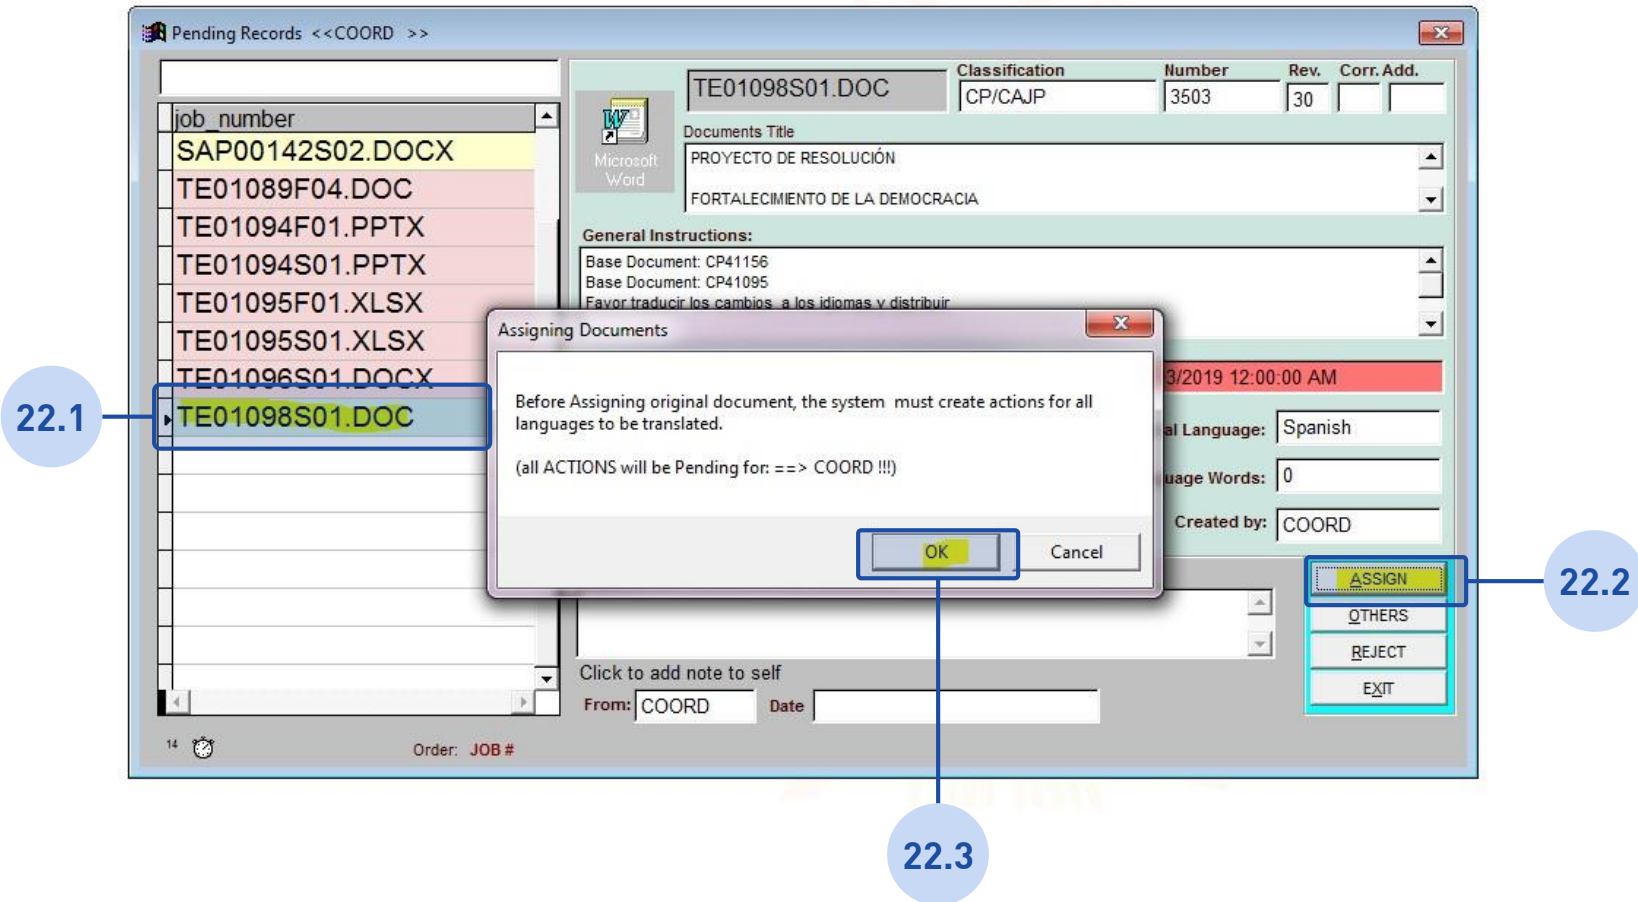 Pending Records <<COORD >>
job_number
SAP00142S02.DOCX
TE01089F04.DOC
TE01094F01.PPTX
TE01094S01.PPTX
TE01095F01.XLSX
TE01095S01.XLSX
TE01096S01.DOCX
TE01098S01.DOC
22.1
14
Order: JOB #
Microsoft
Word
TE01098S01.DOC
Classification
CP/CAJP
Number
3503
Rev.
30
Corr. Add.
Documents Title
PROYECTO DE RESOLUCIÓN
FORTALECIMIENTO DE LA DEMOCRACIA
General Instructions:
Base Document: CP41156
Base Document: CP41095
Favor traducir los cambios a los idiomas y distribuir
Assigning Documents
Before Assigning original document, the system must create actions for all
languages to be translated.
(all ACTIONS will be Pending for: ==> COORD !!!)
OK
Cancel
3/2019 12:00:00 AM
al Language: Spanish
uage Words: 0
Created by: COORD
ASSIGN
OTHERS
REJECT
EXIT
22.2
Click to add note to self
From: COORD
Date
22.3